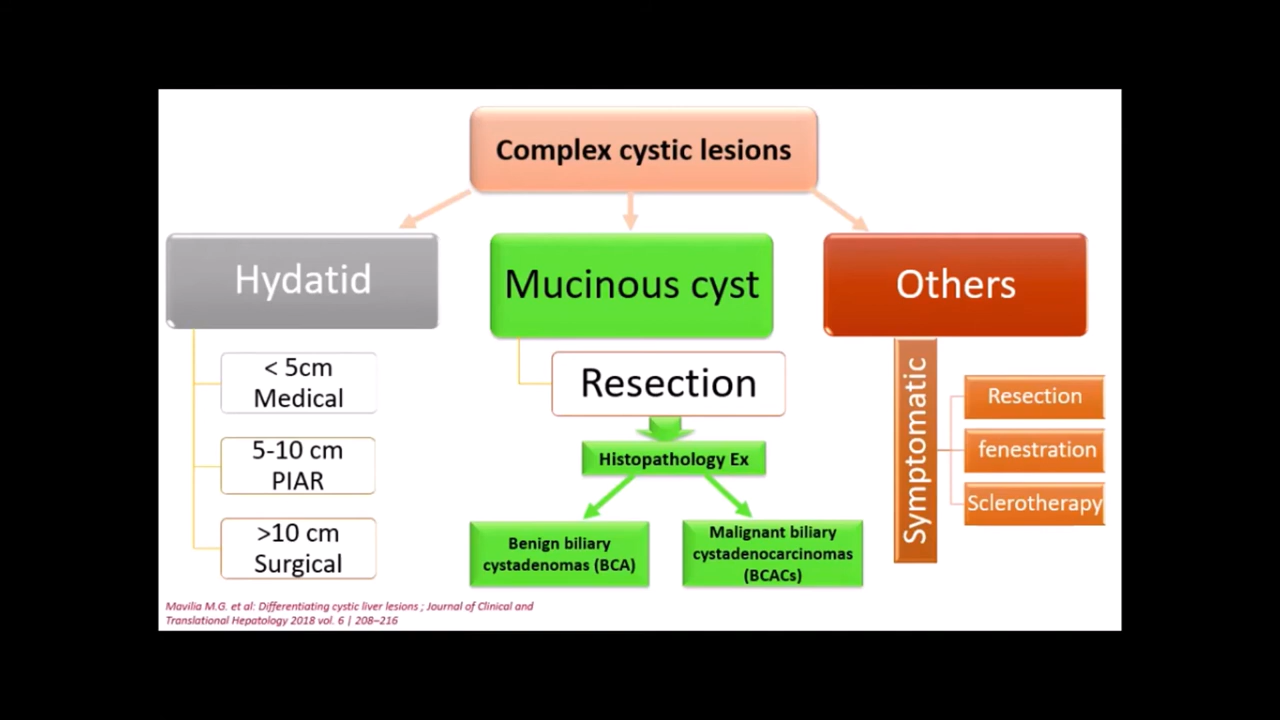 Complex cystic lesions
Hydatid
Mucinous cyst
Others
< 5cm
Medical
5-10 cm
PIAR
>10 cm
Surgical
Resection
Histopathology Ex
Benign biliary
cystadenomas (BCA)
Malignant biliary
cystadenocarcinomas
(BCACs)
Symptomatic
Resection
fenestration
Sclerotherapy
Mavilia M.G. et al: Differentiating cystic liver lesions ; Journal of Clinical and
Translational Hepatology 2018 vol. 6 | 208–216